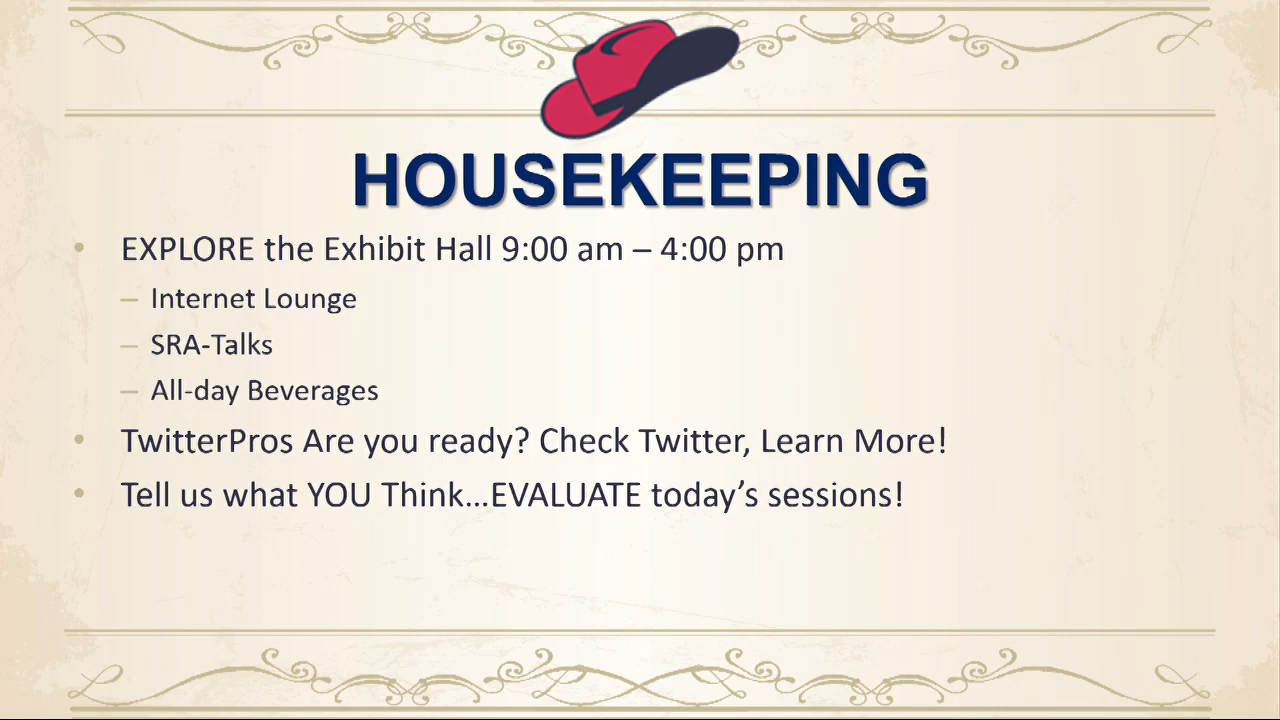 HOUSEKEEPING
• EXPLORE the Exhibit Hall 9:00 am – 4:00 pm
– Internet Lounge
– SRA-Talks
– All-day Beverages
• TwitterPros Are you ready? Check Twitter, Learn More!
• Tell us what YOU Think…EVALUATE today’s sessions!